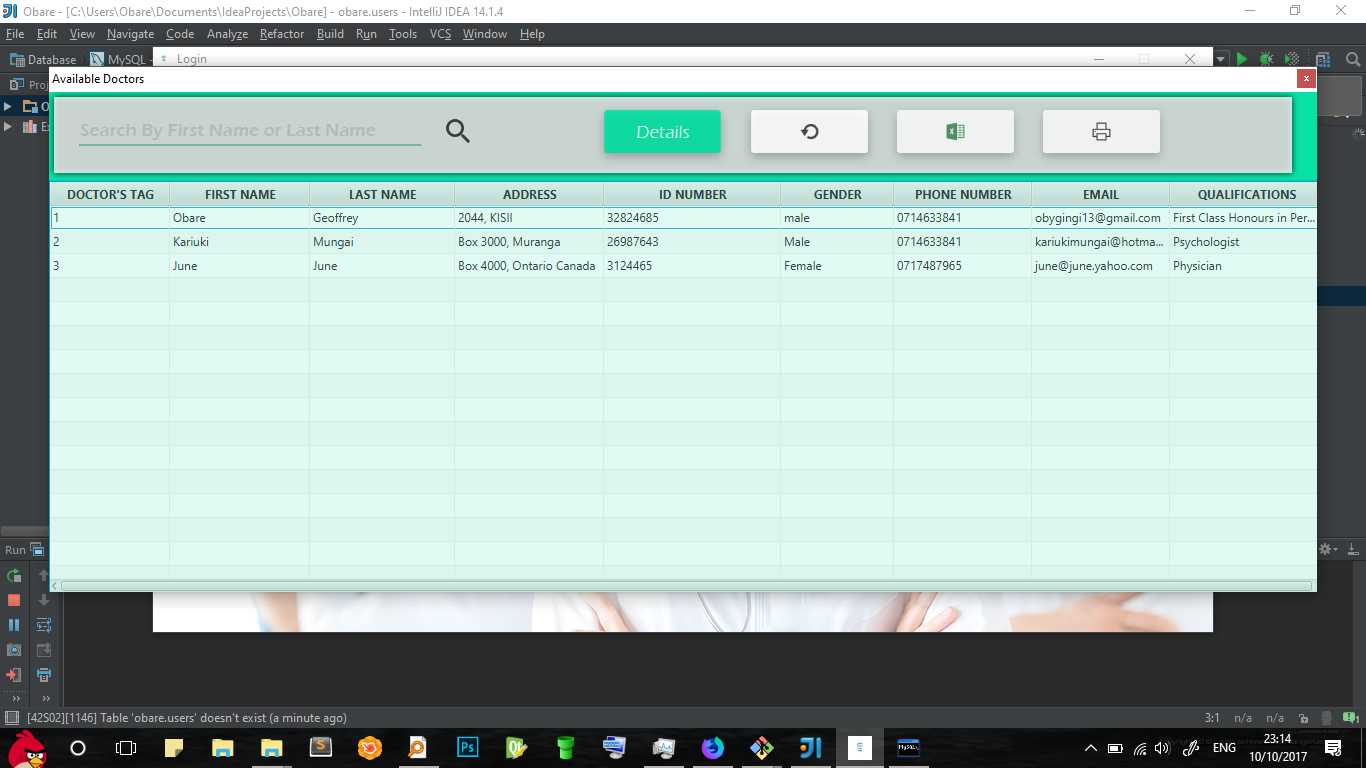 Obare - [C:\Users\Obare\Documents\IdeaProjects\Obare] - obare.users - IntelliJ IDEA 14.1.4
File Edit View Navigate Code Analyze Refactor Build Run Tools VCS Window Help
Database MySQL - Login
Available Doctors x
Search By First Name or Last Name Details
DOCTOR'S TAG FIRST NAME LAST NAME ADDRESS ID NUMBER GENDER PHONE NUMBER EMAIL QUALIFICATIONS
1 Obare Geoffrey 2044, KISII 32824685 male 0714633841 obygingi13@gmail.com First Class Honours in Per...
2 Kariuki Mungai Box 3000, Muranga 26987643 Male 0714633841 kariukimungai@hotma... Psychologist
3 June June Box 4000, Ontario Canada 3124465 Female 0717487965 june@june.yahoo.com Physician
Run
[42S02][1146] Table 'obare.users' doesn't exist (a minute ago) 3:1 n/a n/a 1
S Ps Qt MySQL ENG 23:14
10/10/2017